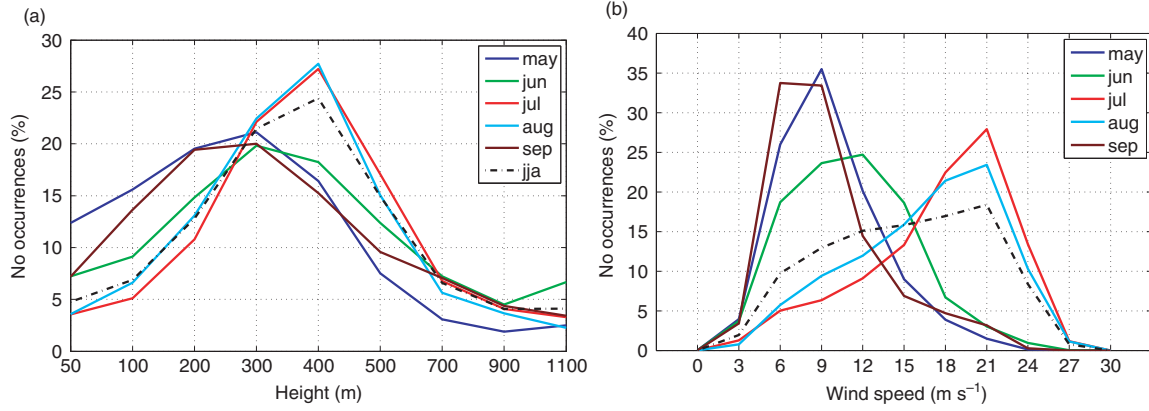 (a)
30
25
20
15
10
5
0
No occurrences (%)
50 100 200 300 400 500 700 900 1100
Height (m)
may
jun
jul
aug
sep
jja
(b)
40
35
30
25
20
15
10
5
0
No occurrences (%)
0 3 6 9 12 15 18 21 24 27 30
Wind speed (m s⁻¹)
may
jun
jul
aug
sep